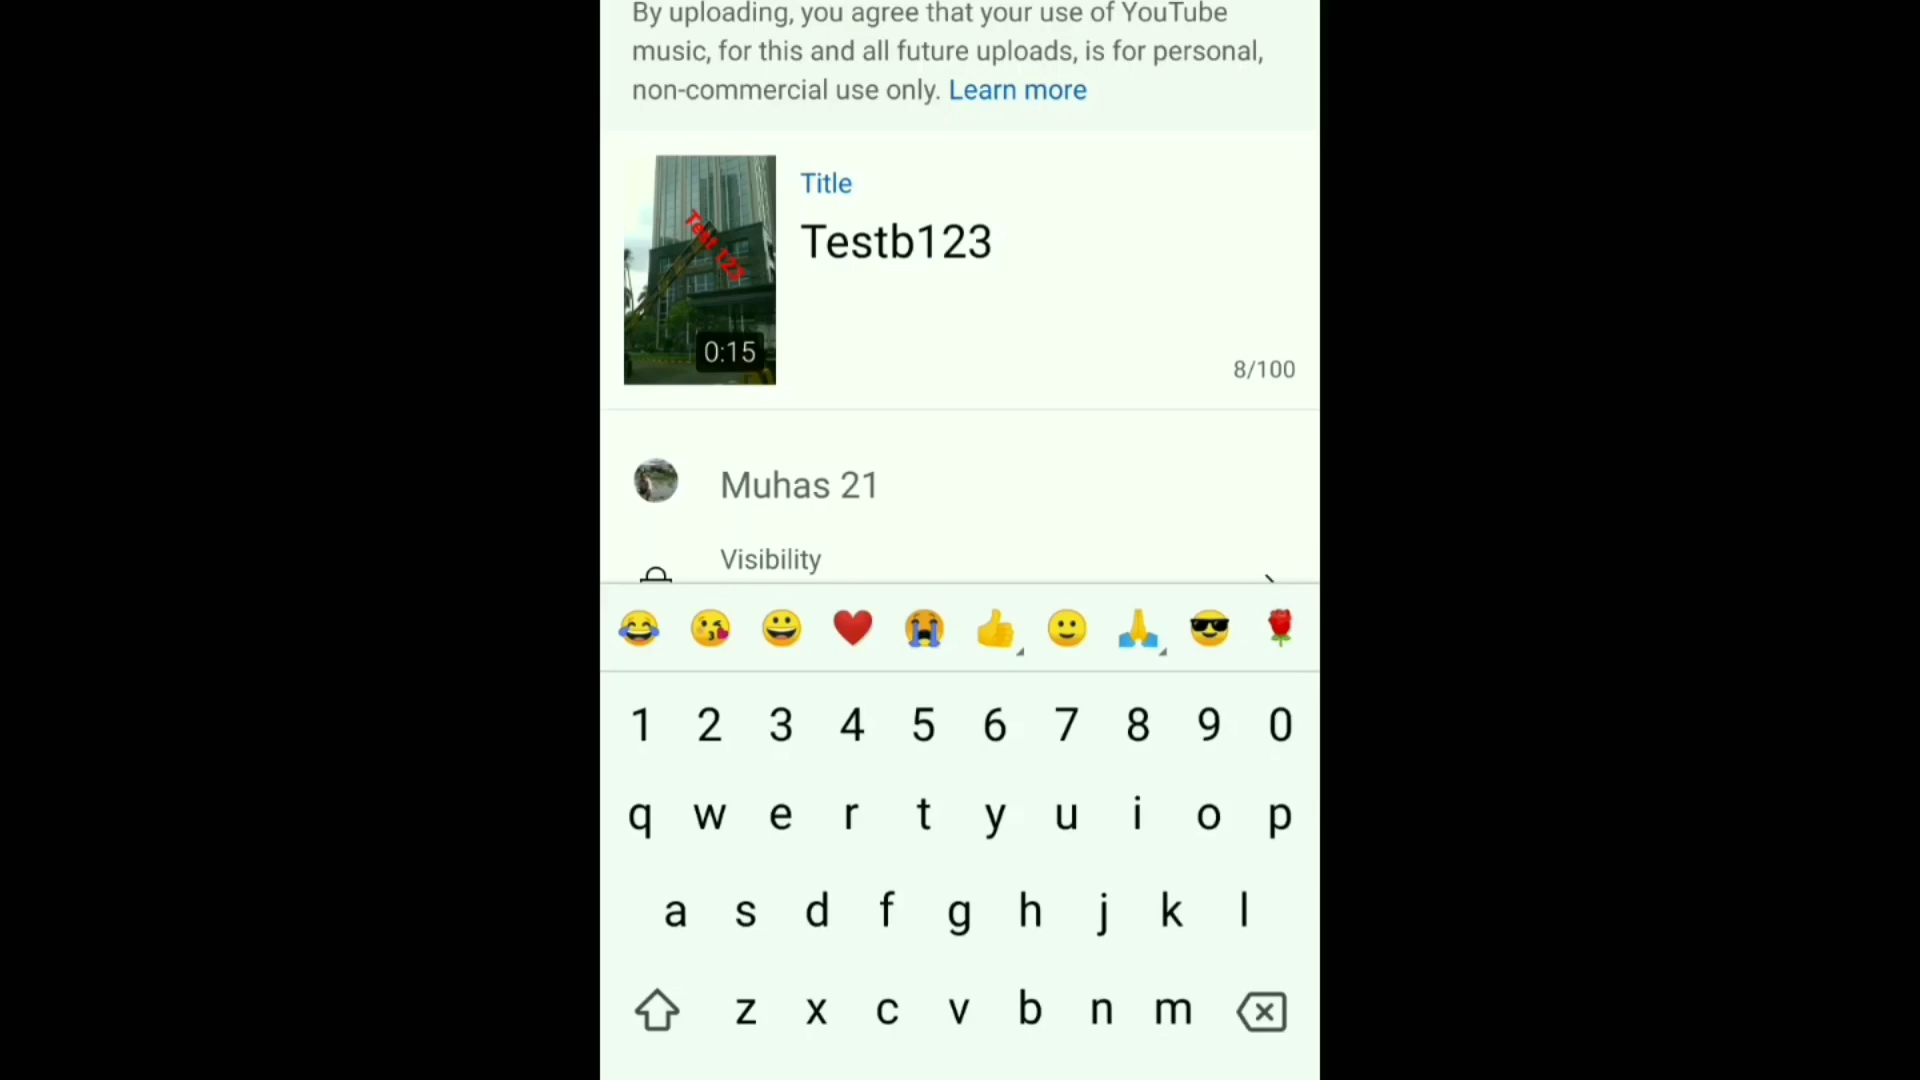 By uploading, you agree that your use of YouTube
music, for this and all future uploads, is for personal,
non-commercial use only. Learn more
Title
Testb123
Test 123
0:15
8/100
Muhas 21
Visibility
1 2 3 4 5 6 7 8 9 0
q w e r t y u i o p
a s d f g h j k l
z x c v b n m